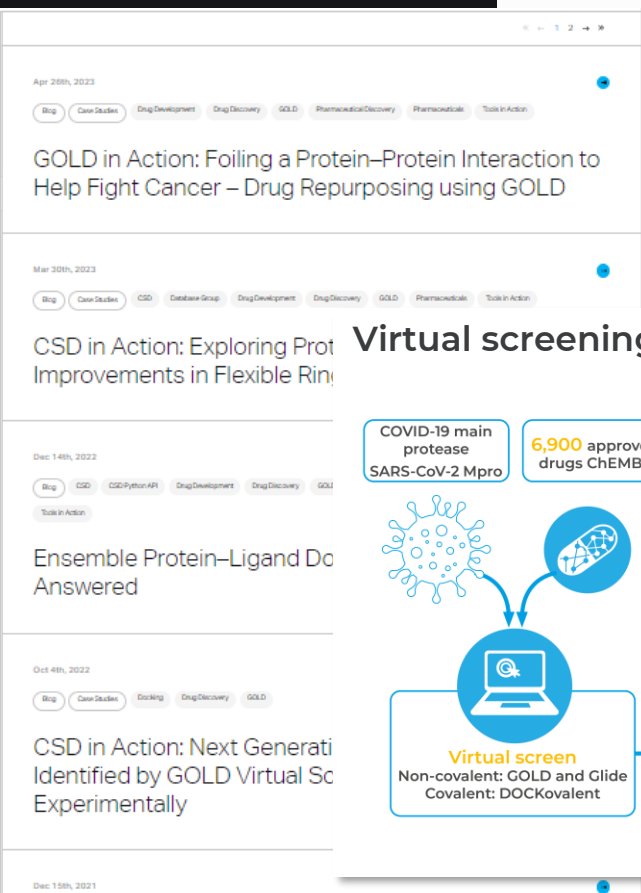 « ← 1 2 → »
Apr 26th, 2023
Blog Case Studies Drug Development Drug Discovery GOLD Pharmaceutical Discovery Pharmaceuticals Tools in Action
GOLD in Action: Foiling a Protein–Protein Interaction to
Help Fight Cancer – Drug Repurposing using GOLD
Mar 30th, 2023
Blog Case Studies CSD Database Group Drug Development Drug Discovery GOLD Pharmaceuticals Tools in Action
CSD in Action: Exploring Prot
Improvements in Flexible Ring
Dec 14th, 2022
Blog CSD CSD Python API Drug Development Drug Discovery GOL
Tools in Action
Ensemble Protein–Ligand Do
Answered
Oct 4th, 2022
Blog Case Studies Docking Drug Discovery GOLD
CSD in Action: Next Generati
Identified by GOLD Virtual Sc
Experimentally
Dec 15th, 2021
Virtual screening
COVID-19 main
protease
SARS-CoV-2 Mpro
6,900 approve
drugs ChEMB
Virtual screen
Non-covalent: GOLD and Glide
Covalent: DOCKovalent